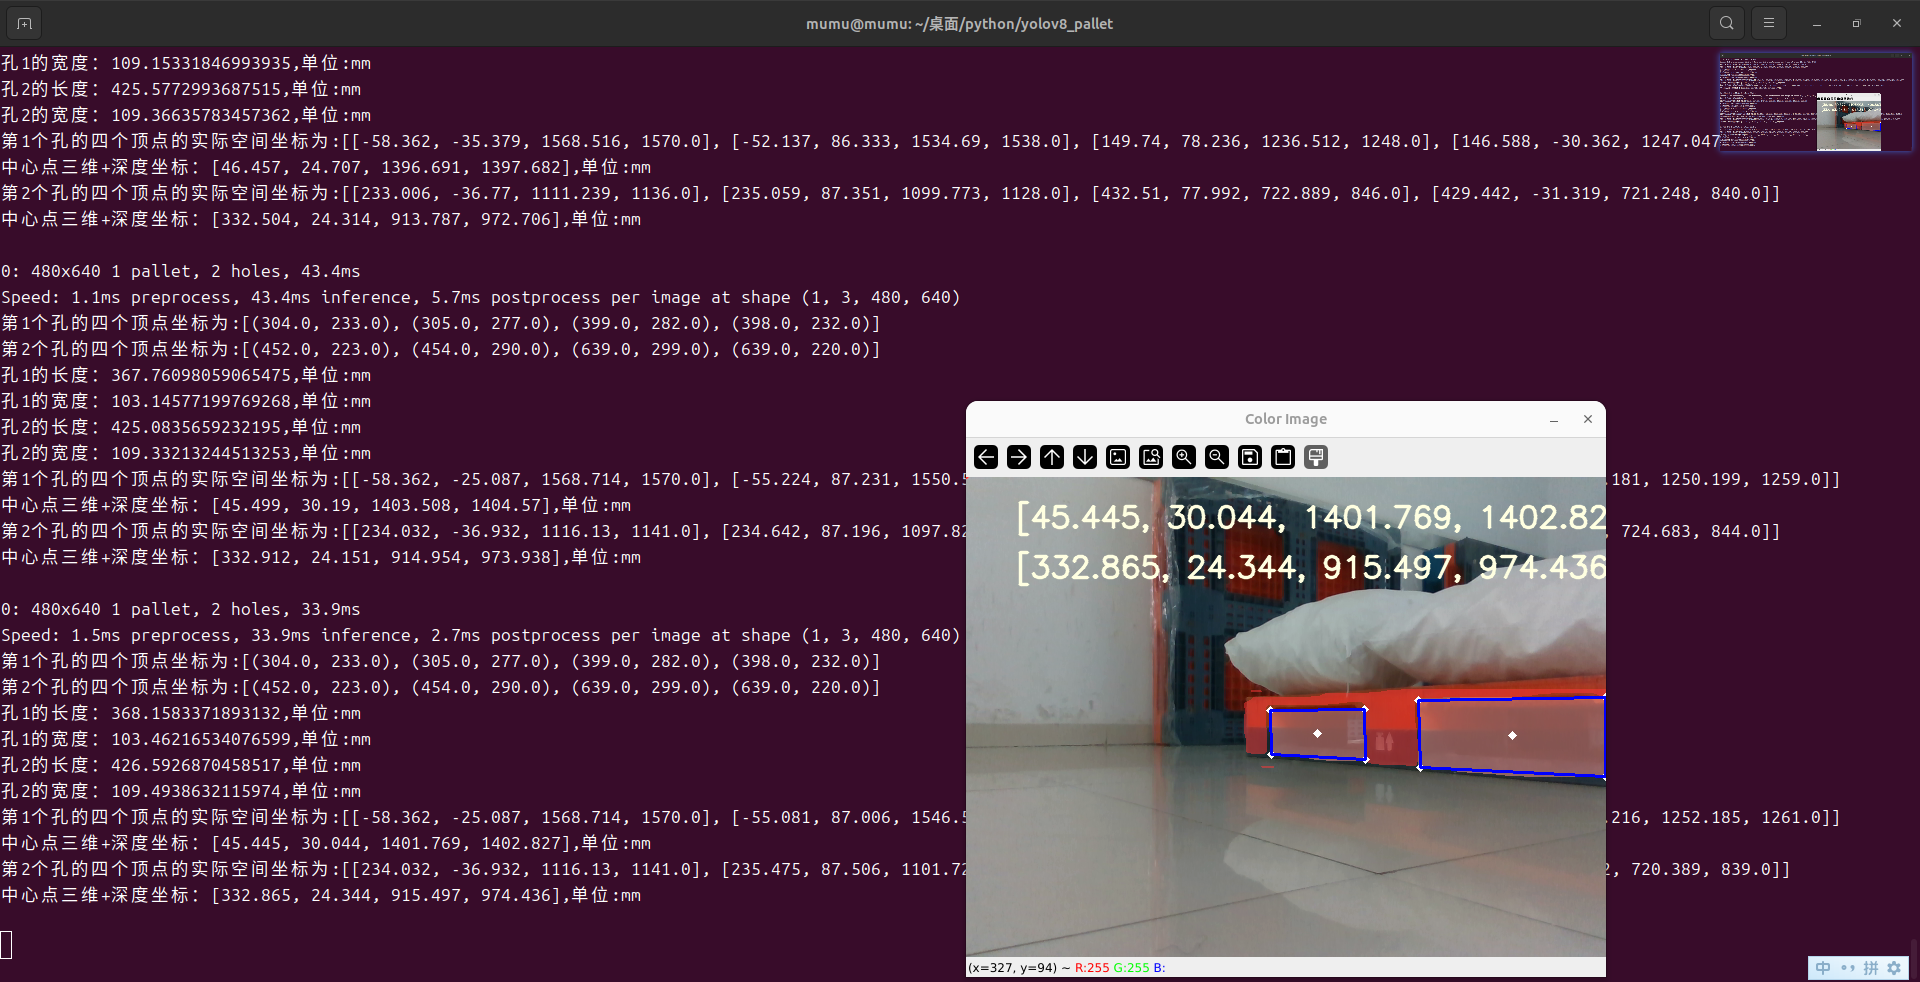 mumu@mumu: ~/桌面/python/yolov8_pallet
孔1的宽度: 109.15331846993935,单位:mm
孔2的长度: 425.5772993687515,单位:mm
孔2的宽度: 109.36635783457362,单位:mm
第1个孔的四个顶点的实际空间坐标为:[[-58.362, -35.379, 1568.516, 1570.0], [-52.137, 86.333, 1534.69, 1538.0], [149.74, 78.236, 1236.512, 1248.0], [146.588, -30.362, 1247.047
中心点三维+深度坐标: [46.457, 24.707, 1396.691, 1397.682],单位:mm
第2个孔的四个顶点的实际空间坐标为:[[233.006, -36.77, 1111.239, 1136.0], [235.059, 87.351, 1099.773, 1128.0], [432.51, 77.992, 722.889, 846.0], [429.442, -31.319, 721.248, 840.0]]
中心点三维+深度坐标: [332.504, 24.314, 913.787, 972.706],单位:mm
0: 480x640 1 pallet, 2 holes, 43.4ms
Speed: 1.1ms preprocess, 43.4ms inference, 5.7ms postprocess per image at shape (1, 3, 480, 640)
第1个孔的四个顶点坐标为:[(304.0, 233.0), (305.0, 277.0), (399.0, 282.0), (398.0, 232.0)]
第2个孔的四个顶点坐标为:[(452.0, 223.0), (454.0, 290.0), (639.0, 299.0), (639.0, 220.0)]
孔1的长度: 367.76098059065475,单位:mm
孔1的宽度: 103.14577199769268,单位:mm
孔2的长度: 425.0835659232195,单位:mm
孔2的宽度: 109.33213244513253,单位:mm
第1个孔的四个顶点的实际空间坐标为:[[-58.362, -25.087, 1568.714, 1570.0], [-55.224, 87.231, 1550.5 .181, 1250.199, 1259.0]]
中心点三维+深度坐标: [45.499, 30.19, 1403.508, 1404.57],单位:mm
第2个孔的四个顶点的实际空间坐标为:[[234.032, -36.932, 1116.13, 1141.0], [234.642, 87.196, 1097.82 , 724.683, 844.0]]
中心点三维+深度坐标: [332.912, 24.151, 914.954, 973.938],单位:mm
0: 480x640 1 pallet, 2 holes, 33.9ms
Speed: 1.5ms preprocess, 33.9ms inference, 2.7ms postprocess per image at shape (1, 3, 480, 640)
第1个孔的四个顶点坐标为:[(304.0, 233.0), (305.0, 277.0), (399.0, 282.0), (398.0, 232.0)]
第2个孔的四个顶点坐标为:[(452.0, 223.0), (454.0, 290.0), (639.0, 299.0), (639.0, 220.0)]
孔1的长度: 368.1583371893132,单位:mm
孔1的宽度: 103.46216534076599,单位:mm
孔2的长度: 426.5926870458517,单位:mm
孔2的宽度: 109.4938632115974,单位:mm
第1个孔的四个顶点的实际空间坐标为:[[-58.362, -25.087, 1568.714, 1570.0], [-55.081, 87.006, 1546.5 .216, 1252.185, 1261.0]]
中心点三维+深度坐标: [45.445, 30.044, 1401.769, 1402.827],单位:mm
第2个孔的四个顶点的实际空间坐标为:[[234.032, -36.932, 1116.13, 1141.0], [235.475, 87.506, 1101.72 , 720.389, 839.0]]
中心点三维+深度坐标: [332.865, 24.344, 915.497, 974.436],单位:mm
Color Image
[45.445, 30.044, 1401.769, 1402.82
[332.865, 24.344, 915.497, 974.436
(x=327, y=94) ~ R:255 G:255 B:
中 拼